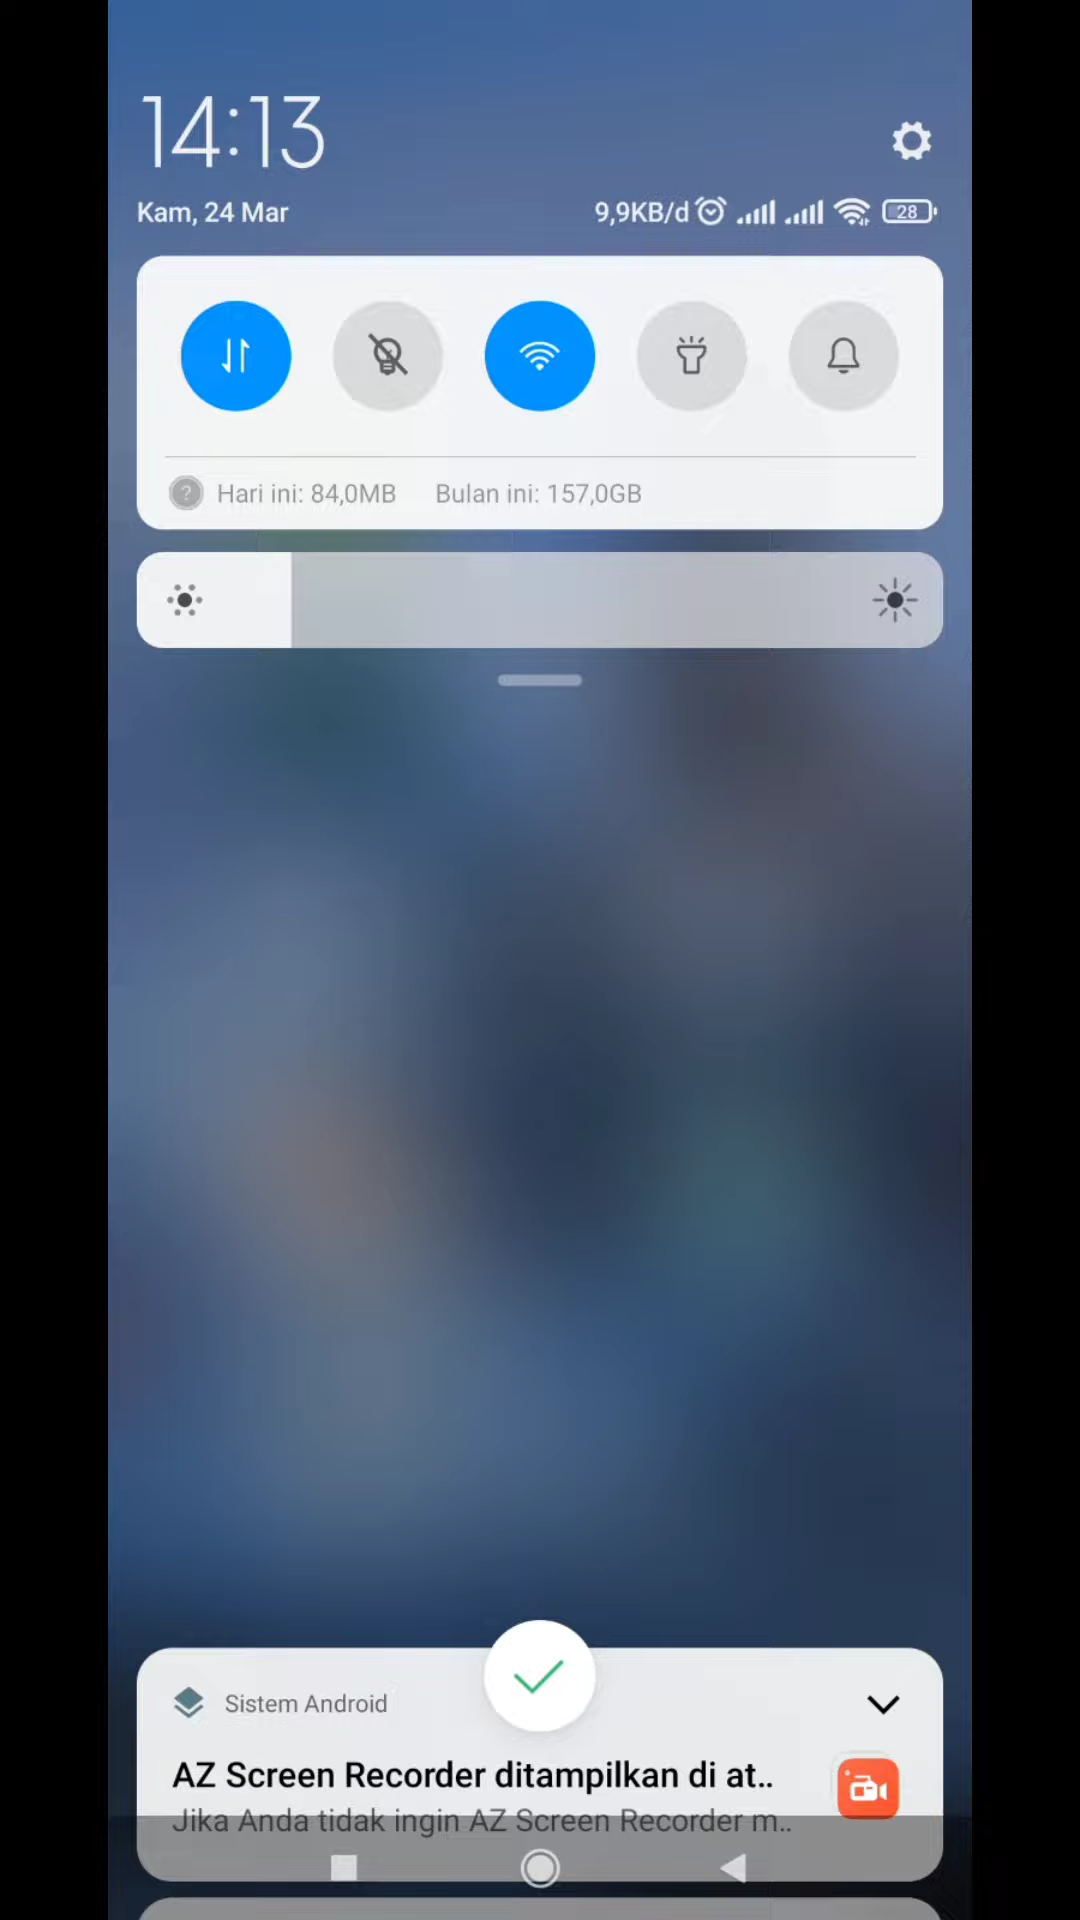 14:13
Kam, 24 Mar
9,9KB/d 28
Hari ini: 84,0MB Bulan ini: 157,0GB
Sistem Android
AZ Screen Recorder ditampilkan di at..
Jika Anda tidak ingin AZ Screen Recorder m..